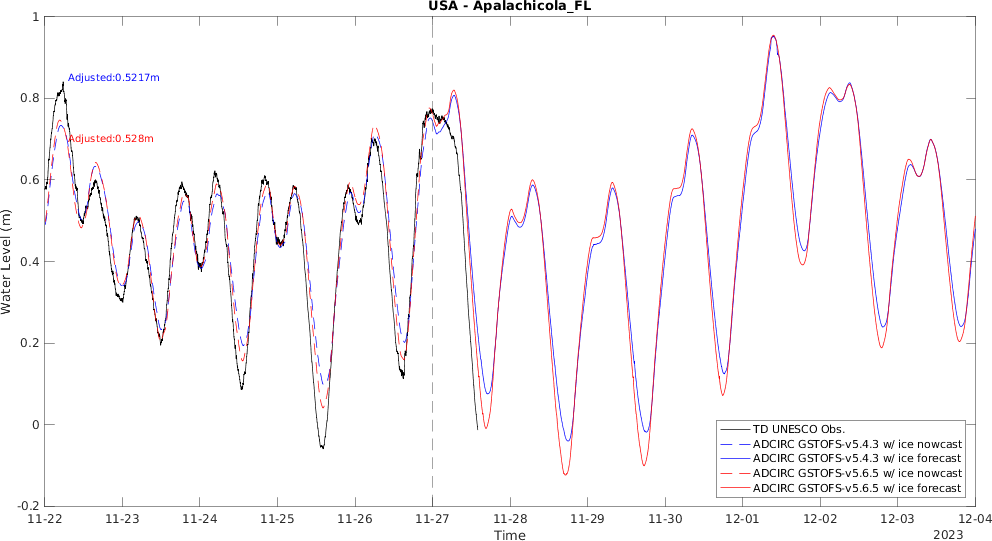 USA - Apalachicola_FL
1
0.8
0.6
0.4
0.2
0
-0.2
Water Level (m)
Adjusted:0.5217m
Adjusted:0.528m
TD UNESCO Obs.
ADCIRC GSTOFS-v5.4.3 w/ ice nowcast
ADCIRC GSTOFS-v5.4.3 w/ ice forecast
ADCIRC GSTOFS-v5.6.5 w/ ice nowcast
ADCIRC GSTOFS-v5.6.5 w/ ice forecast
11-22 11-23 11-24 11-25 11-26 11-27 11-28 11-29 11-30 12-01 12-02 12-03 12-04
Time
2023